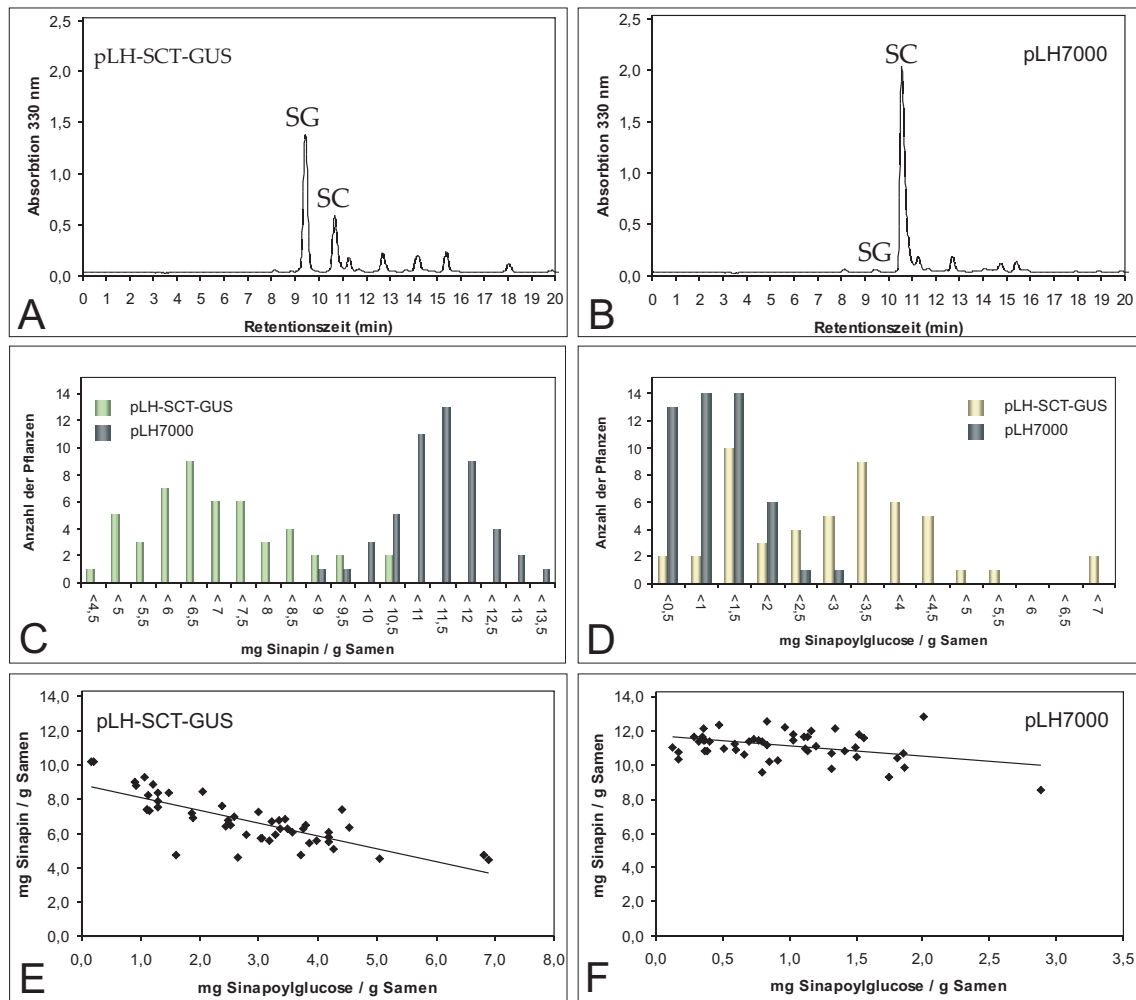 2,5
2,0
1,5
1,0
0,5
0,0
Absorbtion 330 nm
pLH-SCT-GUS
SG
SC
0 1 2 3 4 5 6 7 8 9 10 11 12 13 14 15 16 17 18 19 20
Retentionszeit (min)
A
2,5
2,0
1,5
1,0
0,5
0,0
Absorbtion 330 nm
pLH7000
SC
SG
0 1 2 3 4 5 6 7 8 9 10 11 12 13 14 15 16 17 18 19 20
Retentionszeit (min)
B
14
12
10
8
6
4
2
0
Anzahl der Pflanzen
pLH-SCT-GUS
pLH7000
< 4,5 < 5 < 5,5 < 6 < 6,5 < 7 < 7,5 < 8 < 8,5 < 9 < 9,5 < 10 < 10,5 < 11 < 11,5 < 12 < 12,5 < 13 < 13,5
mg Sinapin / g Samen
C
14
12
10
8
6
4
2
0
Anzahl der Pflanzen
pLH-SCT-GUS
pLH7000
<0,5 <1 <1,5 <2 <2,5 <3 <3,5 <4 <4,5 <5 <5,5 <6 <6,5 <7
mg Sinapoylglucose / g Samen
D
14,0
12,0
10,0
8,0
6,0
4,0
2,0
0,0
mg Sinapin / g Samen
pLH-SCT-GUS
0,0 1,0 2,0 3,0 4,0 5,0 6,0 7,0 8,0
mg Sinapoylglucose / g Samen
E
14,0
12,0
10,0
8,0
6,0
4,0
2,0
0,0
mg Sinapin / g Samen
pLH7000
0,0 0,5 1,0 1,5 2,0 2,5 3,0 3,5
mg Sinapoylglucose / g Samen
F